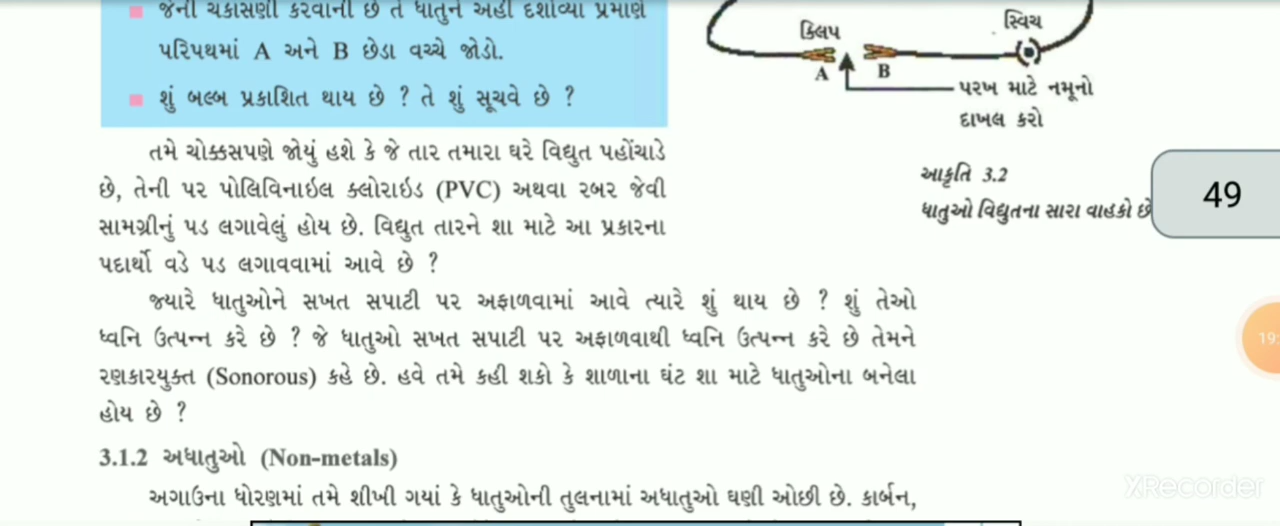 જેની ચકાસણી કરવાની છે તે ધાતુને અહીં દર્શાવ્યા પ્રમાણે
પરિપથમાં A અને B છેડા વચ્ચે જોડો.
શું બલ્બ પ્રકાશિત થાય છે ? તે શું સૂચવે છે ?
ક્લિપ
સ્વિચ
A
B
પરખ માટે નમૂનો
દાખલ કરો
તમે ચોક્કસપણે જોયું હશે કે જે તાર તમારા ઘરે વિદ્યુત પહોંચાડે
છે, તેની પર પોલિવિનાઇલ ક્લોરાઇડ (PVC) અથવા રબર જેવી
સામગ્રીનું પડ લગાવેલું હોય છે. વિદ્યુત તારને શા માટે આ પ્રકારના
પદાર્થો વડે પડ લગાવવામાં આવે છે ?
આકૃતિ 3.2
ધાતુઓ વિદ્યુતના સારા વાહકો છે
49
જ્યારે ધાતુઓને સખત સપાટી પર અફાળવામાં આવે ત્યારે શું થાય છે ? શું તેઓ
ધ્વનિ ઉત્પન્ન કરે છે ? જે ધાતુઓ સખત સપાટી પર અફાળવાથી ધ્વનિ ઉત્પન્ન કરે છે તેમને
રણકારયુક્ત (Sonorous) કહે છે. હવે તમે કહી શકો કે શાળાના ઘંટ શા માટે ધાતુઓના બનેલા
હોય છે ?
19:
3.1.2 અધાતુઓ (Non-metals)
અગાઉના ધોરણમાં તમે શીખી ગયાં કે ધાતુઓની તુલનામાં અધાતુઓ ઘણી ઓછી છે. કાર્બન,
XRecorder